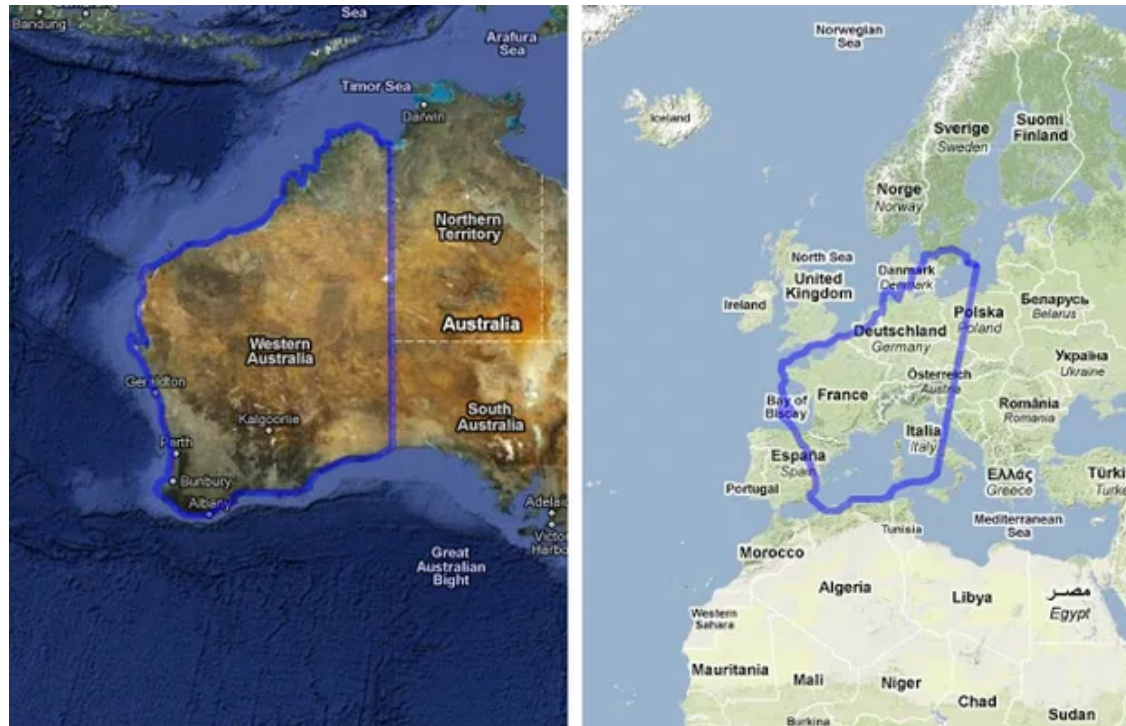 Bandung
Sea
Arafura
Sea
Timor Sea
Darwin
Northern
Territory
Australia
Western
Australia
Geraldton
Kalgoorlie
South
Australia
Perth
Bunbury
Albany
Great
Australian
Bight
Norwegian
Sea
Iceland
Suomi
Finland
Sverige
Sweden
Norge
Norway
North Sea
United
Kingdom
Ireland
Danmark
Denmark
Polska
Poland
Беларусь
Belarus
Deutschland
Germany
Україна
Ukraine
Österreich
Austria
France
Bay of
Biscay
România
Romania
Italia
Italy
España
Spain
Portugal
Ελλάς
Greece
Türki
Turke
Mediterranean
Sea
Tunisia
Morocco
Algeria
Libya
مصر
Egypt
Western
Sahara
Mauritania
Mali
Niger
Chad
Sudan
Burkina